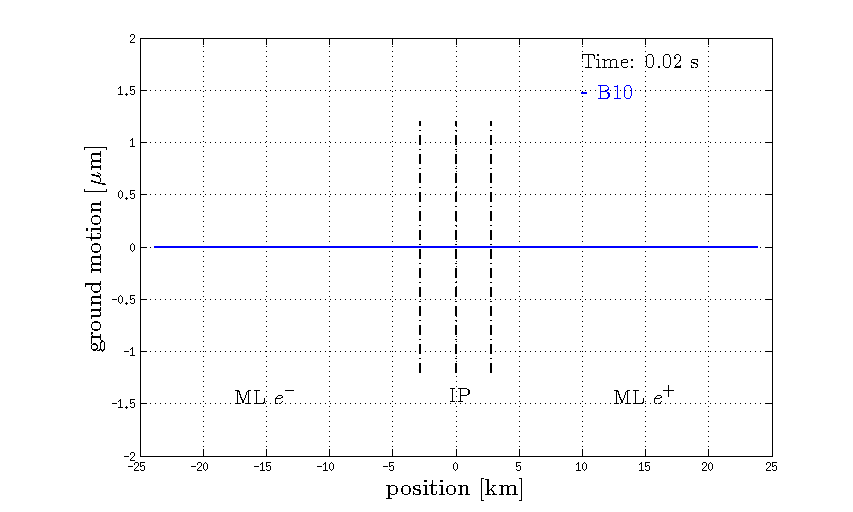 2
Time: 0.02 s
1.5
B10
1
0.5
0
-0.5
-1
-1.5
-2
ground motion [μm]
ML e⁻
IP
ML e⁺
-25 -20 -15 -10 -5 0 5 10 15 20 25
position [km]